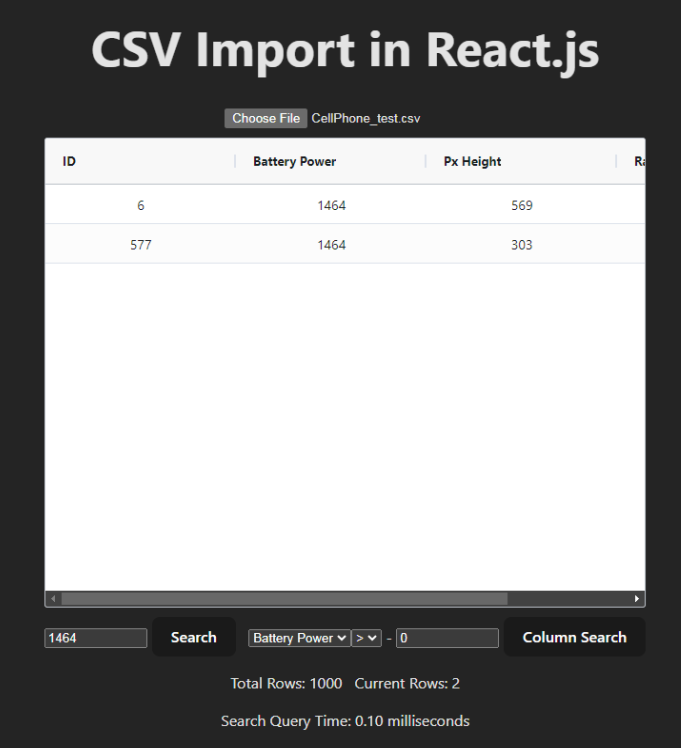 CSV Import in React.js
Choose File CellPhone_test.csv
ID Battery Power Px Height Ra
6 1464 569
577 1464 303
1464 Search Battery Power > - 0 Column Search
Total Rows: 1000 Current Rows: 2
Search Query Time: 0.10 milliseconds